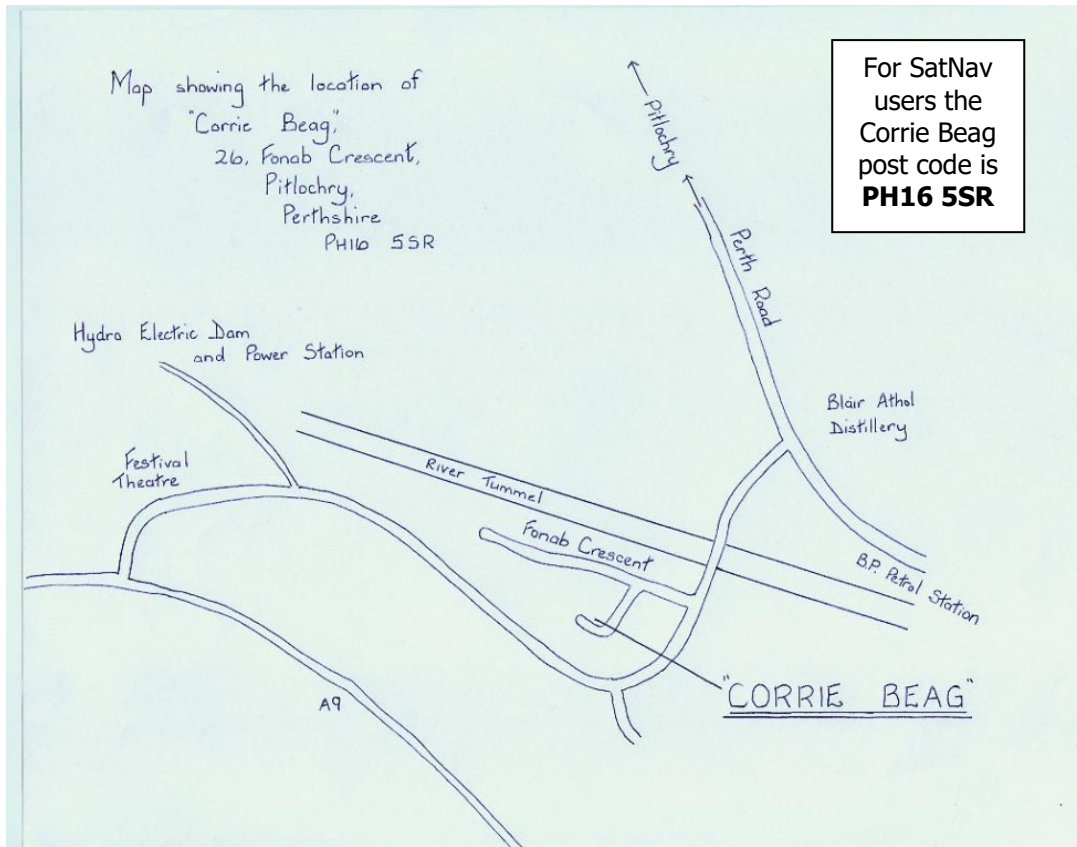 Map showing the location of
"Corrie Beag",
26, Fonab Crescent,
Pitlochry,
Perthshire
PH16 5SR
For SatNav
users the
Corrie Beag
post code is
PH16 5SR
Pitlochry
Perth Road
Hydro Electric Dam
and Power Station
Blair Athol
Distillery
Festival
Theatre
River Tummel
Fonab Crescent
B.P. Petrol Station
"CORRIE BEAG"
A9